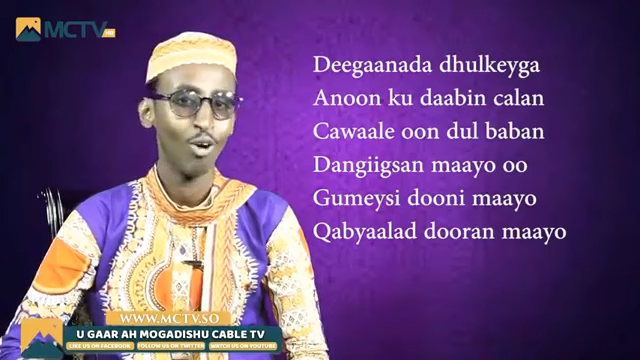 MCTV HD
Deegaanada dhulkeyga
Anoon ku daabin calan
Cawaale oon dul baban
Dangiigsan maayo oo
Gumeysi dooni maayo
Qabyaalad dooran maayo
WWW.MCTV.SO
U GAAR AH MOGADISHU CABLE TV
LIKE US ON FACEBOOK FOLLOW US ON TWITTER WATCH US ON YOUTUBE